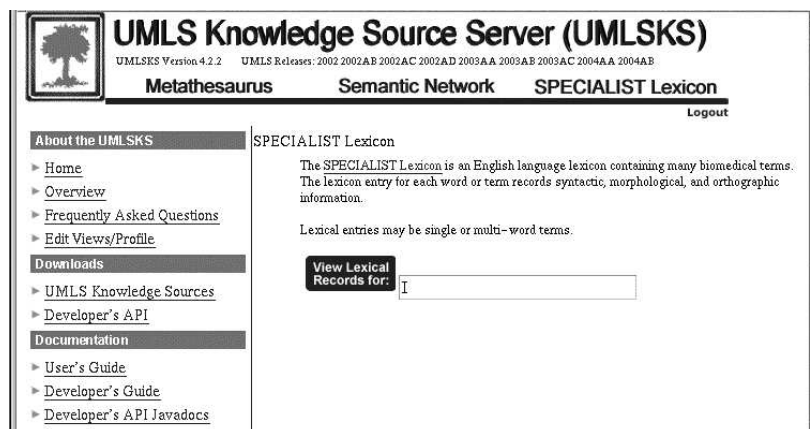 UMLS Knowledge Source Server (UMLSKS)
UMLSKS Version 4.2.2 UMLS Releases: 2002 2002AB 2002AC 2002AD 2003AA 2003AB 2003AC 2004AA 2004AB
Metathesaurus Semantic Network SPECIALIST Lexicon
Logout
About the UMLSKS
Home
Overview
Frequently Asked Questions
Edit Views/Profile
Downloads
UMLS Knowledge Sources
Developer's API
Documentation
User's Guide
Developer's Guide
Developer's API Javadocs
SPECIALIST Lexicon
The SPECIALIST Lexicon is an English language lexicon containing many biomedical terms.
The lexicon entry for each word or term records syntactic, morphological, and orthographic
information.
Lexical entries may be single or multi-word terms.
View Lexical
Records for: